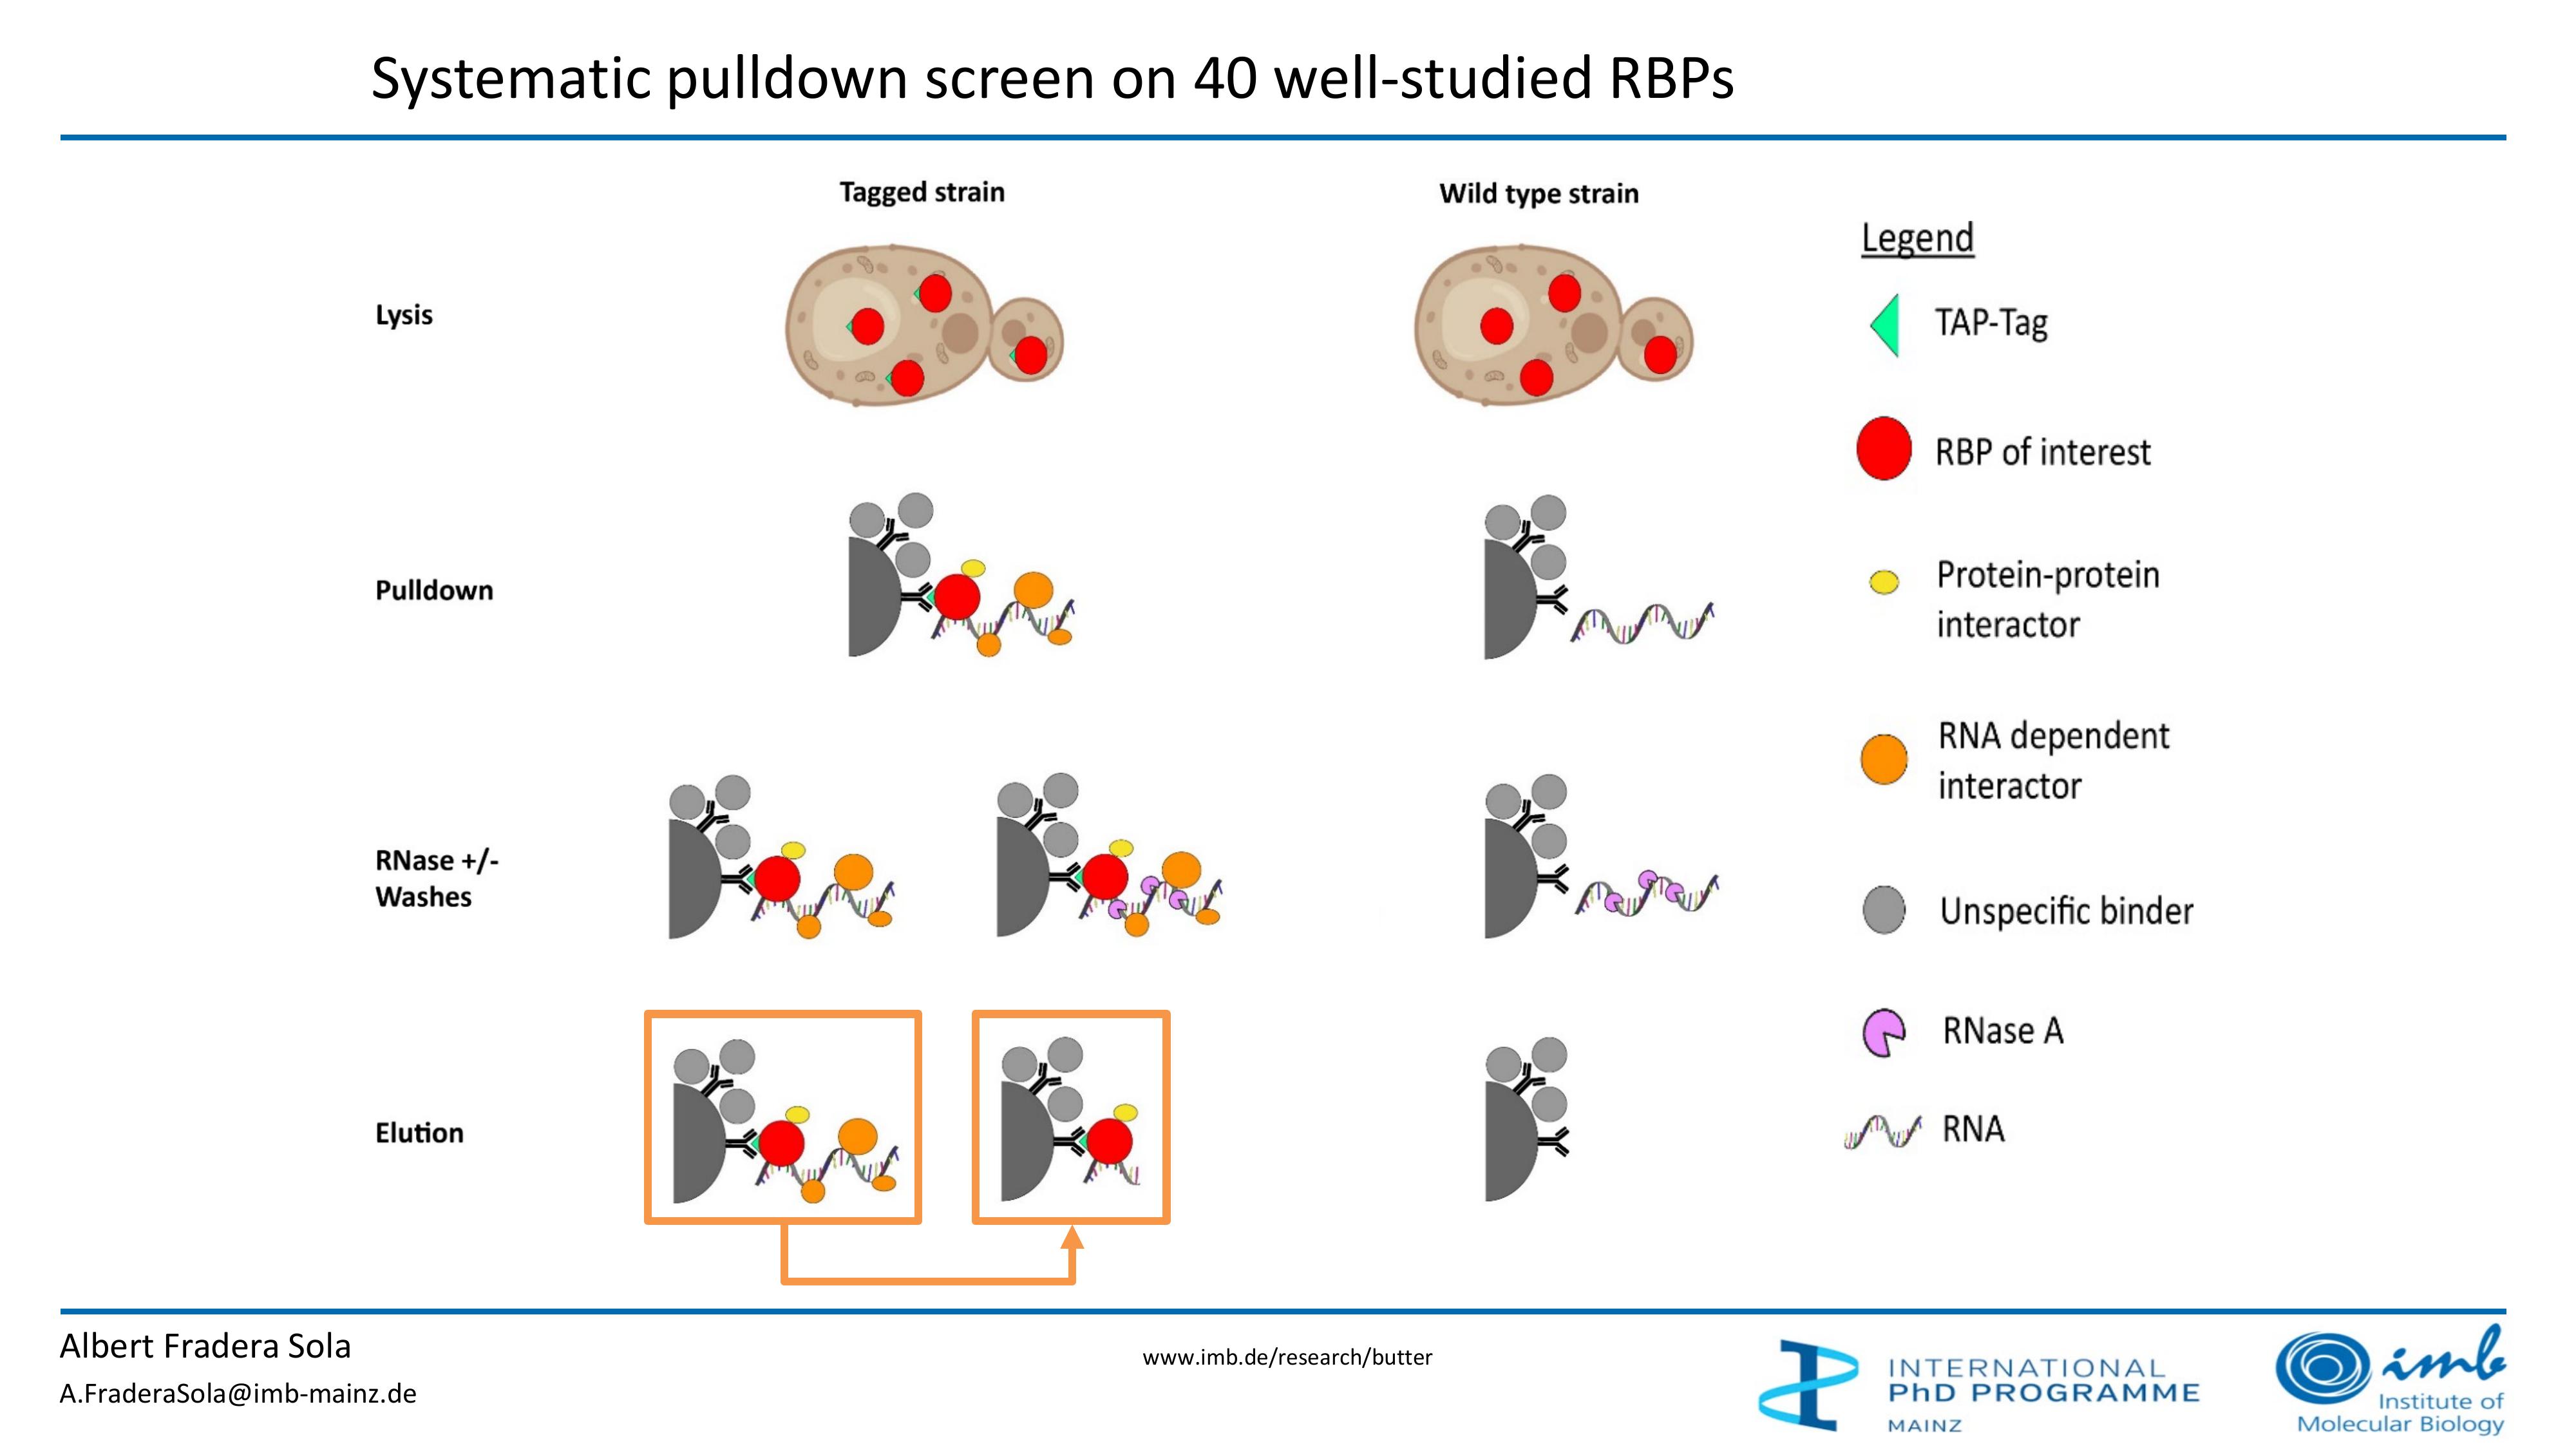 Systematic pulldown screen on 40 well-studied RBPs
Tagged strain
Wild type strain
Legend
Lysis
TAP-Tag
RBP of interest
Pulldown
Protein-protein
interactor
RNA dependent
interactor
RNase +/-
Washes
Unspecific binder
RNase A
Elution
RNA
Albert Fradera Sola
A.FraderaSola@imb-mainz.de
www.imb.de/research/butter
INTERNATIONAL
PhD PROGRAMME
MAINZ
imb
Institute of
Molecular Biology